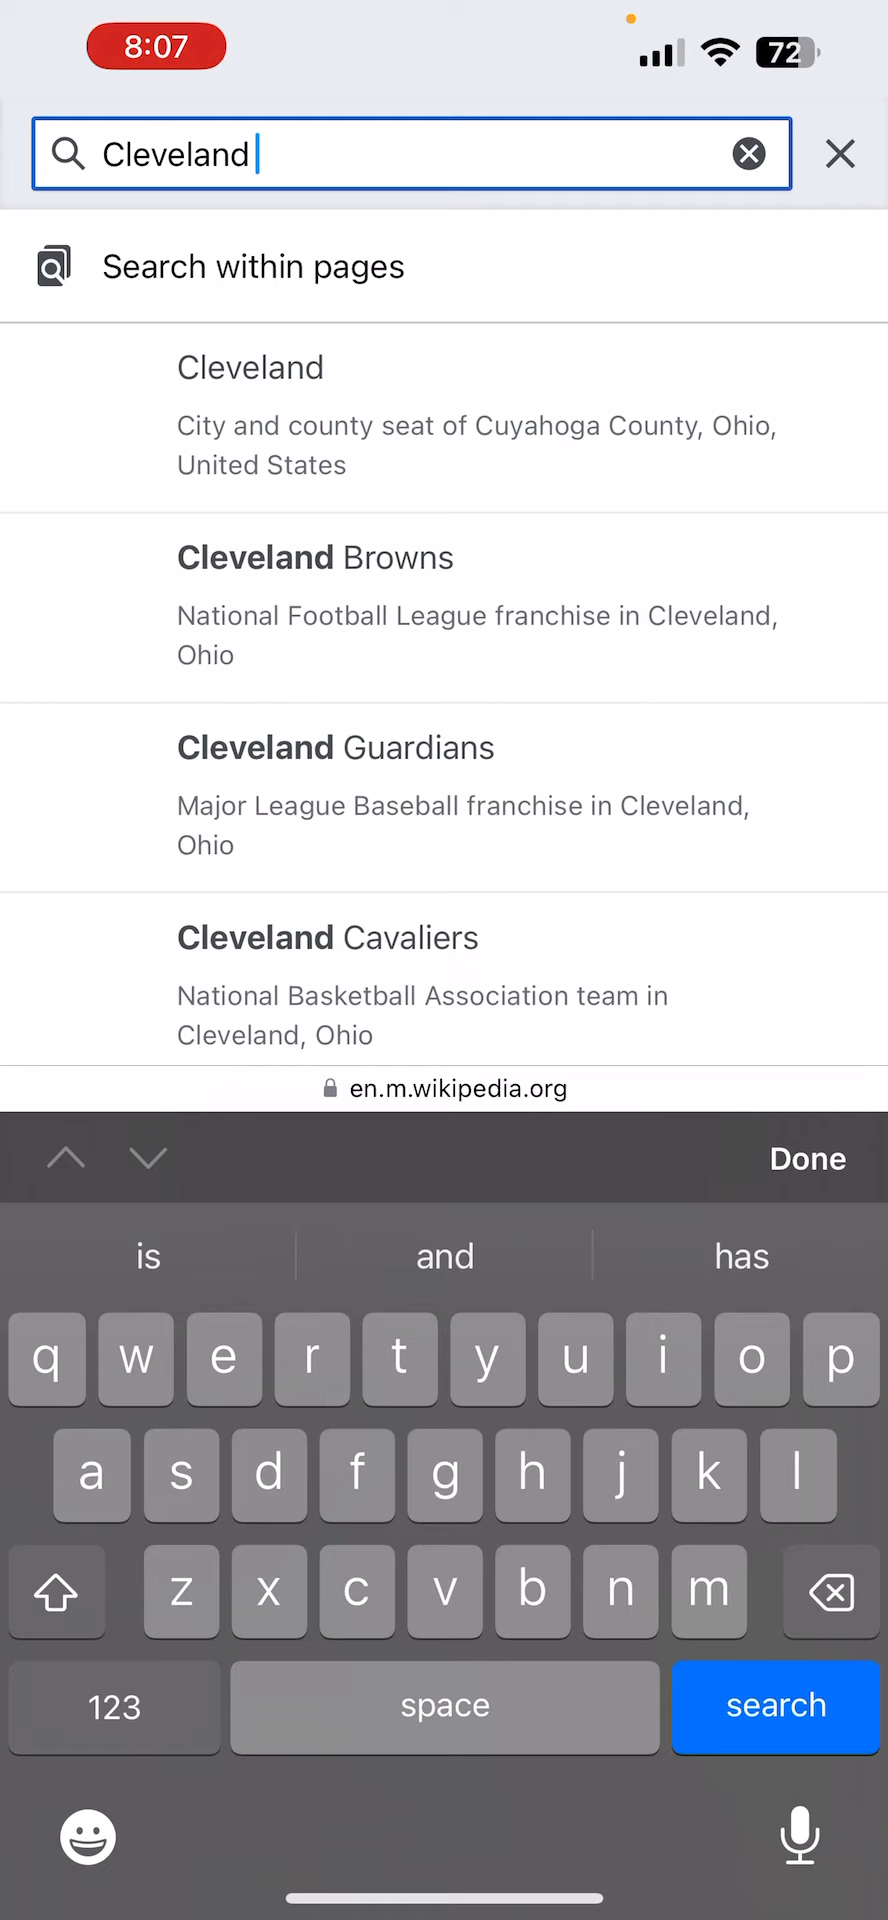 8:07
72
Cleveland
Search within pages
Cleveland
City and county seat of Cuyahoga County, Ohio,
United States
Cleveland Browns
National Football League franchise in Cleveland,
Ohio
Cleveland Guardians
Major League Baseball franchise in Cleveland,
Ohio
Cleveland Cavaliers
National Basketball Association team in
Cleveland, Ohio
en.m.wikipedia.org
Done
is and has
q w e r t y u i o p
a s d f g h j k l
z x c v b n m
123 space search